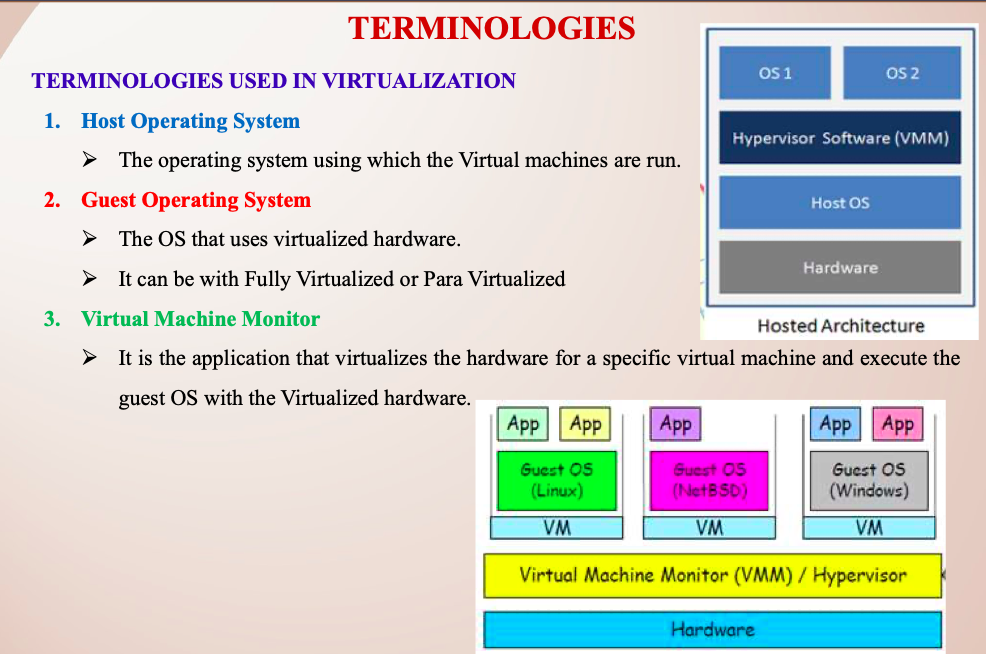 TERMINOLOGIES
TERMINOLOGIES USED IN VIRTUALIZATION
1. Host Operating System
➢ The operating system using which the Virtual machines are run.
2. Guest Operating System
➢ The OS that uses virtualized hardware.
➢ It can be with Fully Virtualized or Para Virtualized
3. Virtual Machine Monitor
➢ It is the application that virtualizes the hardware for a specific virtual machine and execute the
guest OS with the Virtualized hardware.
OS 1 OS 2
Hypervisor Software (VMM)
Host OS
Hardware
Hosted Architecture
App App App App App
Guest OS Guest OS Guest OS
(Linux) (NetBSD) (Windows)
VM VM VM
Virtual Machine Monitor (VMM) / Hypervisor
Hardware